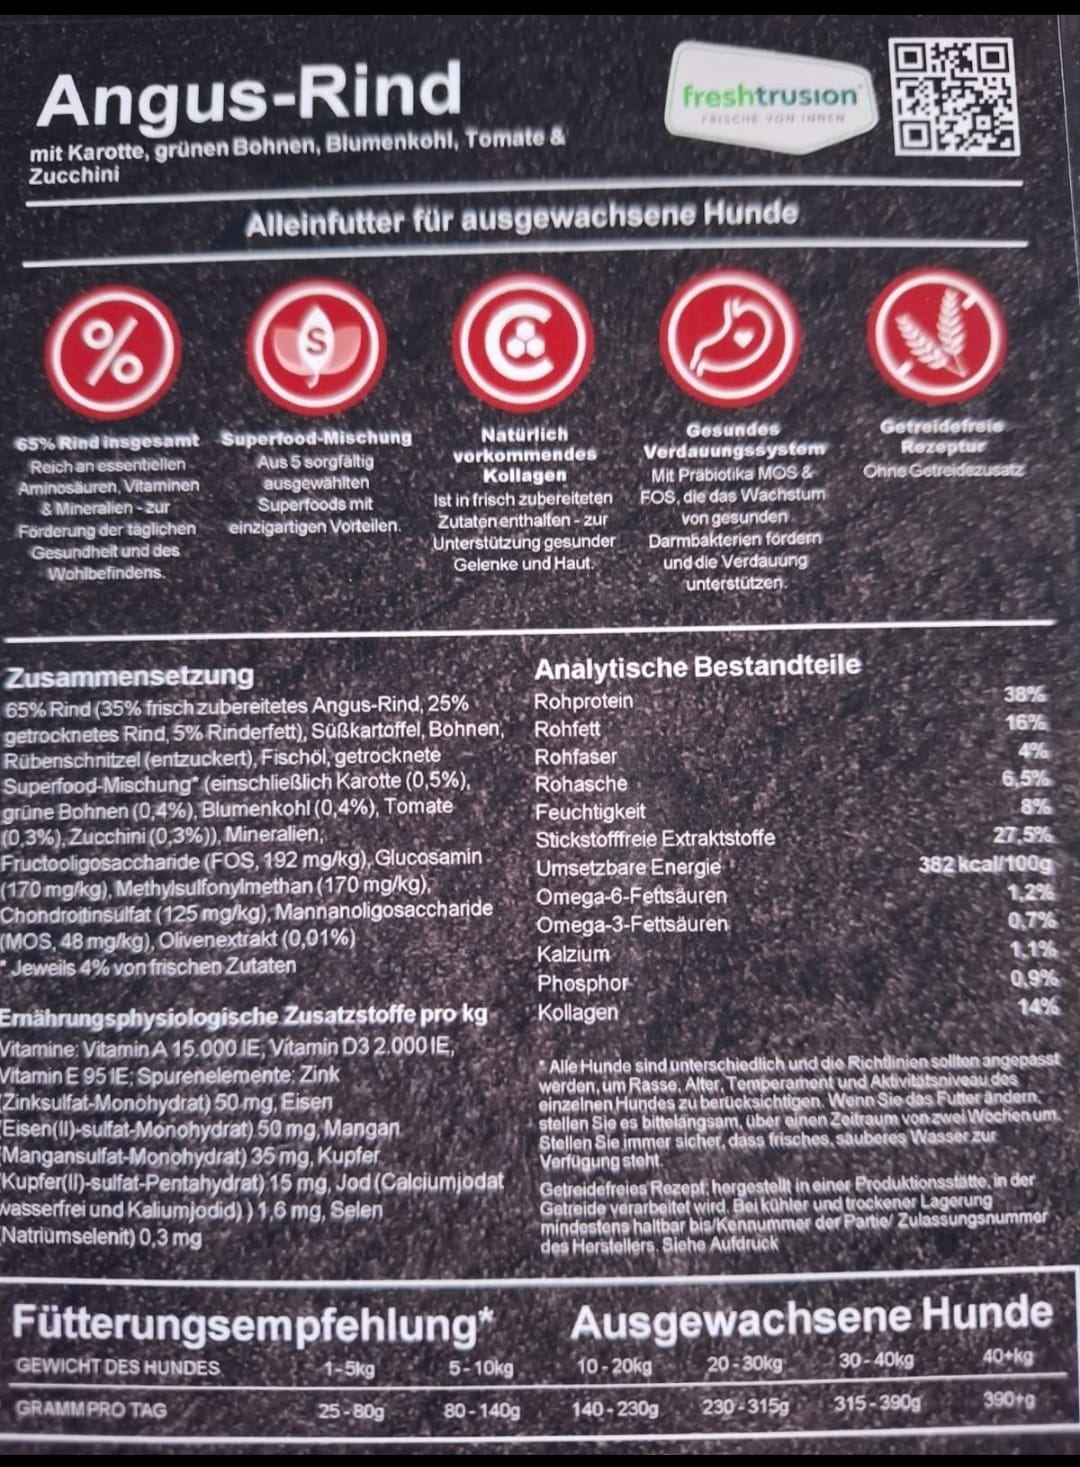 Angus-Rind
mit Karotte, grünen Bohnen, Blumenkohl, Tomate &
Zucchini
freshtrusion
FRISCHE VON INNEN
Alleinfutter für ausgewachsene Hunde
%
S
C
65% Rind insgesamt
Reich an essentiellen
Aminosäuren, Vitaminen
& Mineralien - zur
Förderung der täglichen
Gesundheit und des
Wohlbefindens.
Superfood-Mischung
Aus 5 sorgfältig
ausgewählten
Superfoods mit
einzigartigen Vorteilen.
Natürlich
vorkommendes
Kollagen
Ist in frisch zubereiteten
Zutaten enthalten - zur
Unterstützung gesunder
Gelenke und Haut.
Gesundes
Verdauungssystem
Mit Präbiotika MOS &
FOS, die das Wachstum
von gesunden
Darmbakterien fördern
und die Verdauung
unterstützen.
Getreidefreie
Rezeptur
Ohne Getreidezusatz
Zusammensetzung
65% Rind (35% frisch zubereitetes Angus-Rind, 25%
getrocknetes Rind, 5% Rinderfett), Süßkartoffel, Bohnen,
Rübenschnitzel (entzuckert), Fischöl, getrocknete
Superfood-Mischung* (einschließlich Karotte (0,5%),
grüne Bohnen (0,4%), Blumenkohl (0,4%), Tomate
(0,3%), Zucchini (0,3%)), Mineralien,
Fructooligosaccharide (FOS, 192 mg/kg), Glucosamin
(170 mg/kg), Methylsulfonylmethan (170 mg/kg),
Chondroitinsulfat (125 mg/kg), Mannanoligosaccharide
(MOS, 48 mg/kg), Olivenextrakt (0,01%)
* Jeweils 4% von frischen Zutaten
Ernährungsphysiologische Zusatzstoffe pro kg
Vitamine: Vitamin A 15.000 IE, Vitamin D3 2.000 IE,
Vitamin E 95 IE; Spurenelemente: Zink
(Zinksulfat-Monohydrat) 50 mg, Eisen
(Eisen(II)-sulfat-Monohydrat) 50 mg, Mangan
(Mangansulfat-Monohydrat) 35 mg, Kupfer
(Kupfer(II)-sulfat-Pentahydrat) 15 mg, Jod (Calciumjodat
wasserfrei und Kaliumjodid) ) 1,6 mg, Selen
(Natriumselenit) 0,3 mg
Analytische Bestandteile
Rohprotein 38%
Rohfett 16%
Rohfaser 4%
Rohasche 6,5%
Feuchtigkeit 8%
Stickstofffreie Extraktstoffe 27,5%
Umsetzbare Energie 382 kcal/100g
Omega-6-Fettsäuren 1,2%
Omega-3-Fettsäuren 0,7%
Kalzium 1,1%
Phosphor 0,9%
Kollagen 14%
* Alle Hunde sind unterschiedlich und die Richtlinien sollten angepasst
werden, um Rasse, Alter, Temperament und Aktivitätsniveau des
einzelnen Hundes zu berücksichtigen. Wenn Sie das Futter ändern,
stellen Sie es bitte langsam, über einen Zeitraum von zwei Wochen um.
Stellen Sie immer sicher, dass frisches, sauberes Wasser zur
Verfügung steht.
Getreidefreies Rezept: hergestellt in einer Produktionsstätte, in der
Getreide verarbeitet wird. Bei kühler und trockener Lagerung
mindestens haltbar bis/Kennummer der Partie/ Zulassungsnummer
des Herstellers. Siehe Aufdruck
Fütterungsempfehlung* Ausgewachsene Hunde
GEWICHT DES HUNDES 1-5kg 5-10kg 10-20kg 20-30kg 30-40kg 40+kg
GRAMM PRO TAG 25-80g 80-140g 140-230g 230-315g 315-390g 390+g